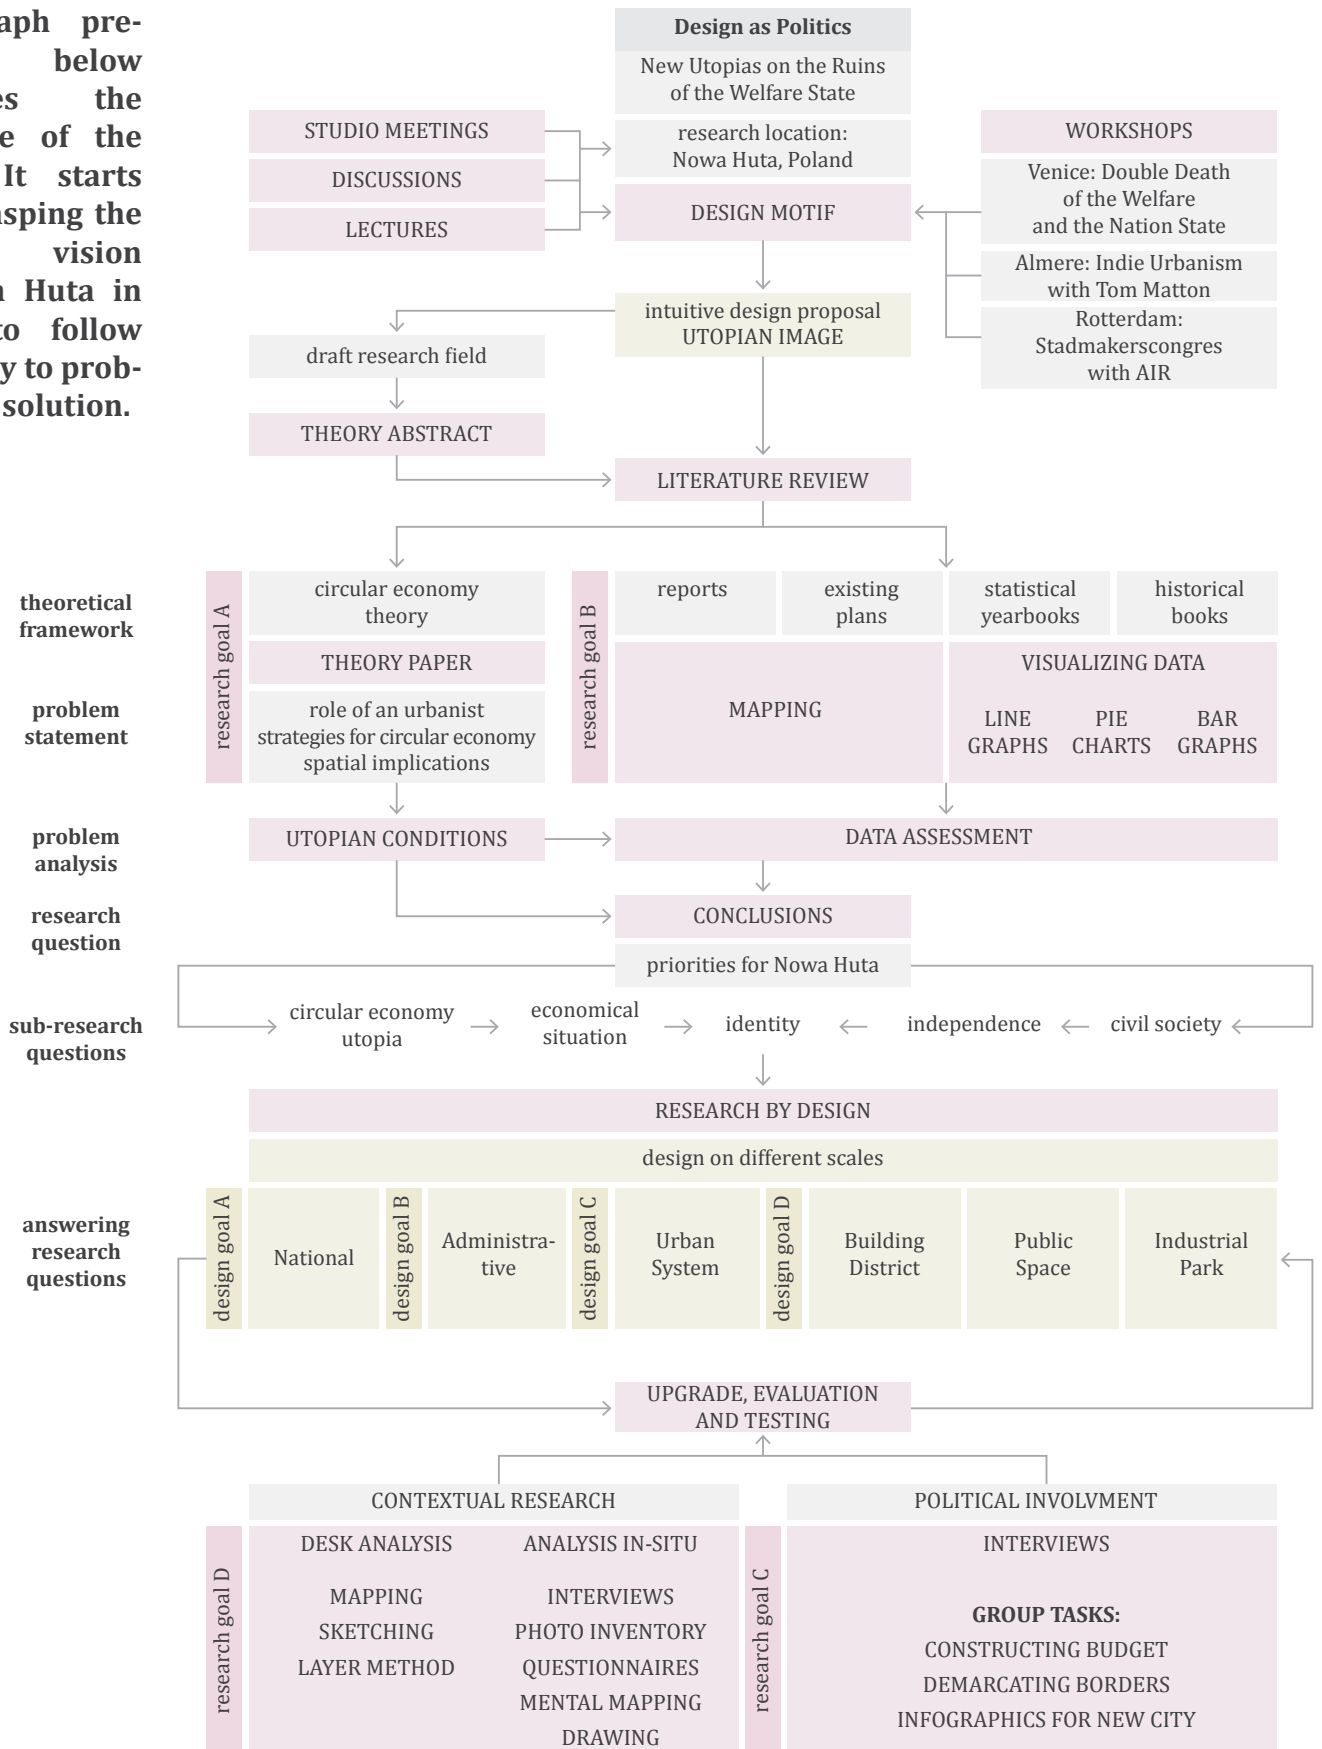 aph pre-
below
es the
e of the
It starts
asping the
vision
n Huta in
to follow
y to prob-
solution.
Design as Politics
New Utopias on the Ruins
of the Welfare State
research location:
Nowa Huta, Poland
DESIGN MOTIF
STUDIO MEETINGS
DISCUSSIONS
LECTURES
WORKSHOPS
Venice: Double Death
of the Welfare
and the Nation State
Almere: Indie Urbanism
with Tom Matton
Rotterdam:
Stadmakerscongres
with AIR
intuitive design proposal
UTOPIAN IMAGE
draft research field
THEORY ABSTRACT
LITERATURE REVIEW
theoretical
framework
research goal A
circular economy
theory
THEORY PAPER
research goal B
reports
existing
plans
statistical
yearbooks
historical
books
problem
statement
role of an urbanist
strategies for circular economy
spatial implications
MAPPING
VISUALIZING DATA
LINE
GRAPHS
PIE
CHARTS
BAR
GRAPHS
problem
analysis
UTOPIAN CONDITIONS
DATA ASSESSMENT
research
question
CONCLUSIONS
priorities for Nowa Huta
sub-research
questions
circular economy
utopia
economical
situation
identity
independence
civil society
RESEARCH BY DESIGN
design on different scales
answering
research
questions
design goal A
National
design goal B
Administra-
tive
design goal C
Urban
System
design goal D
Building
District
Public
Space
Industrial
Park
UPGRADE, EVALUATION
AND TESTING
CONTEXTUAL RESEARCH
POLITICAL INVOLVMENT
research goal D
DESK ANALYSIS
MAPPING
SKETCHING
LAYER METHOD
ANALYSIS IN-SITU
INTERVIEWS
PHOTO INVENTORY
QUESTIONNAIRES
MENTAL MAPPING
DRAWING
research goal C
INTERVIEWS
GROUP TASKS:
CONSTRUCTING BUDGET
DEMARCATING BORDERS
INFOGRAPHICS FOR NEW CITY